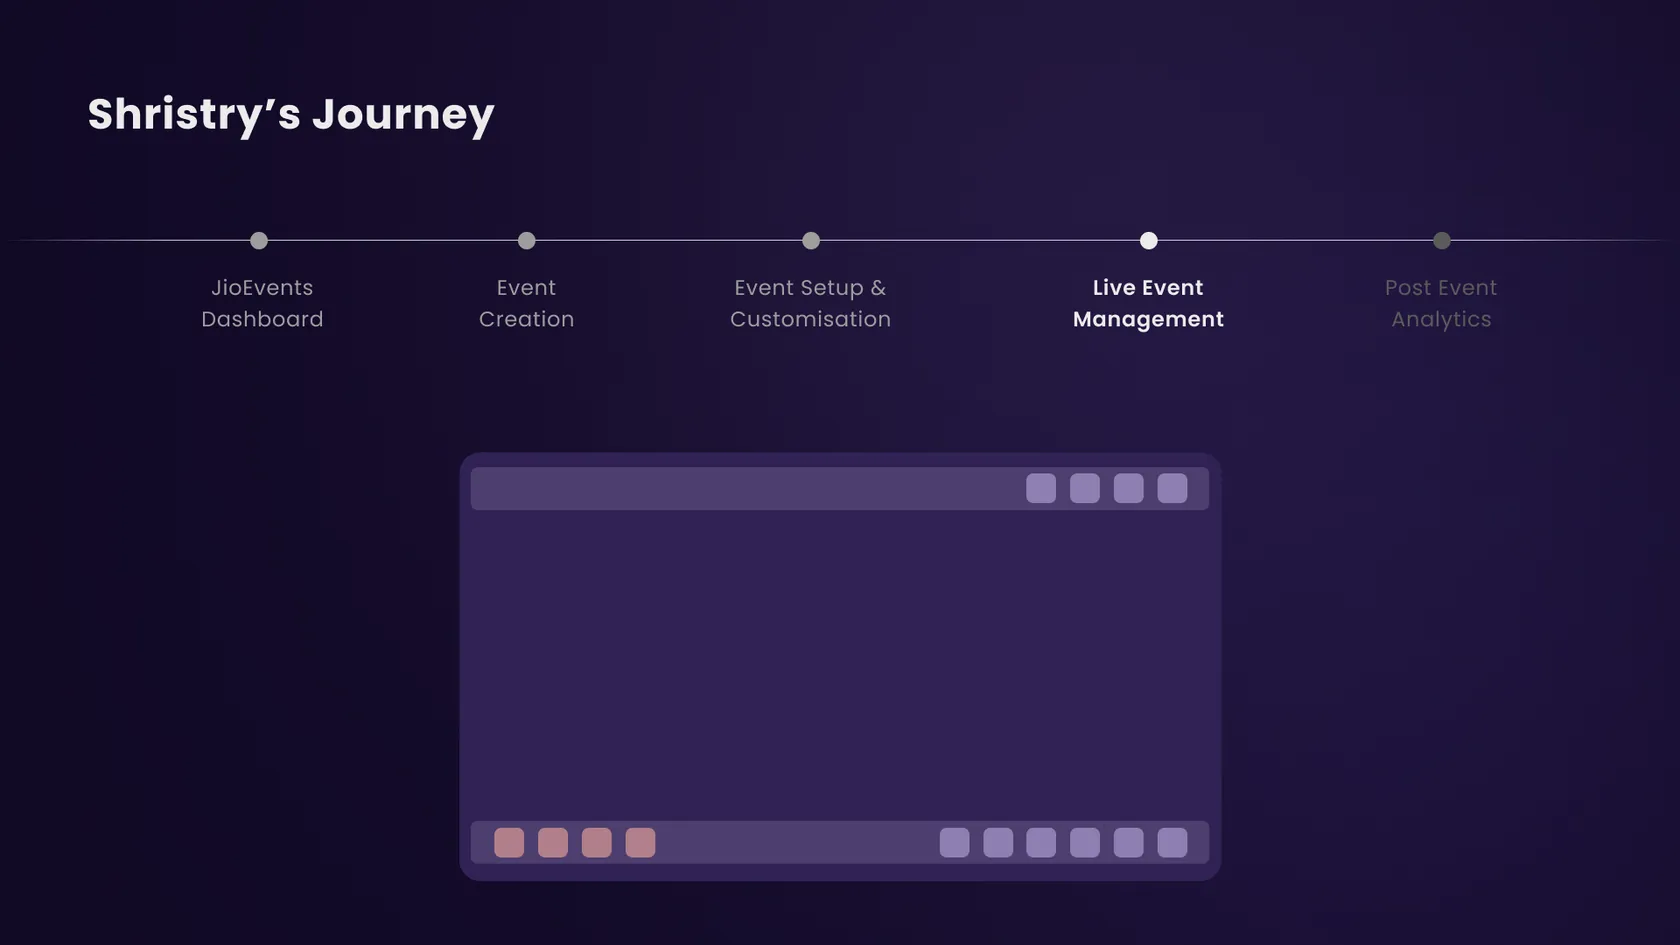 Shristry’s Journey
JioEvents
Dashboard
Event
Creation
Event Setup &
Customisation
Live Event
Management
Post Event
Analytics